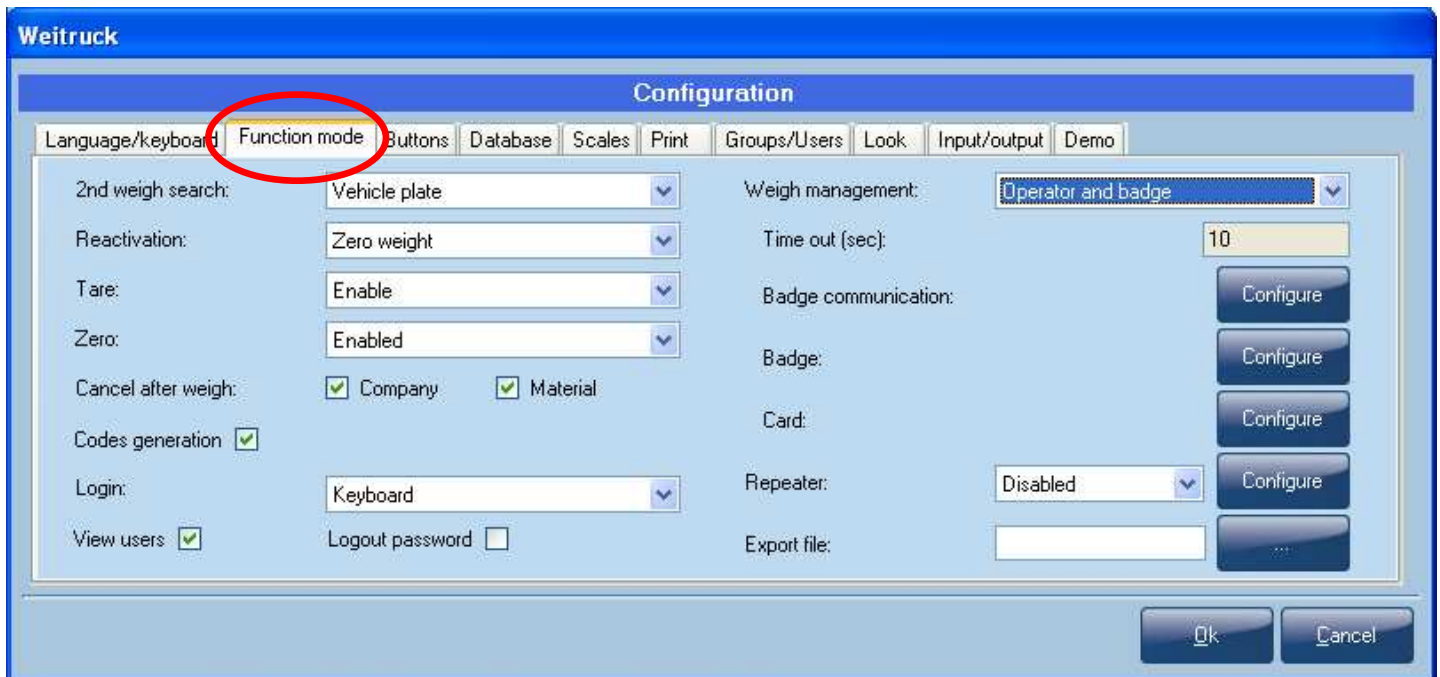 Weitruck
Configuration
Language/keyboard Function mode Buttons Database Scales Print Groups/Users Look Input/output Demo
2nd weigh search: Vehicle plate Weigh management: Operator and badge
Reactivation: Zero weight Time out (sec): 10
Tare: Enable Badge communication: Configure
Zero: Enabled Badge: Configure
Cancel after weigh: Company Material Card: Configure
Codes generation
Login: Keyboard Repeater: Disabled Configure
View users Logout password Export file: ...
Ok Cancel